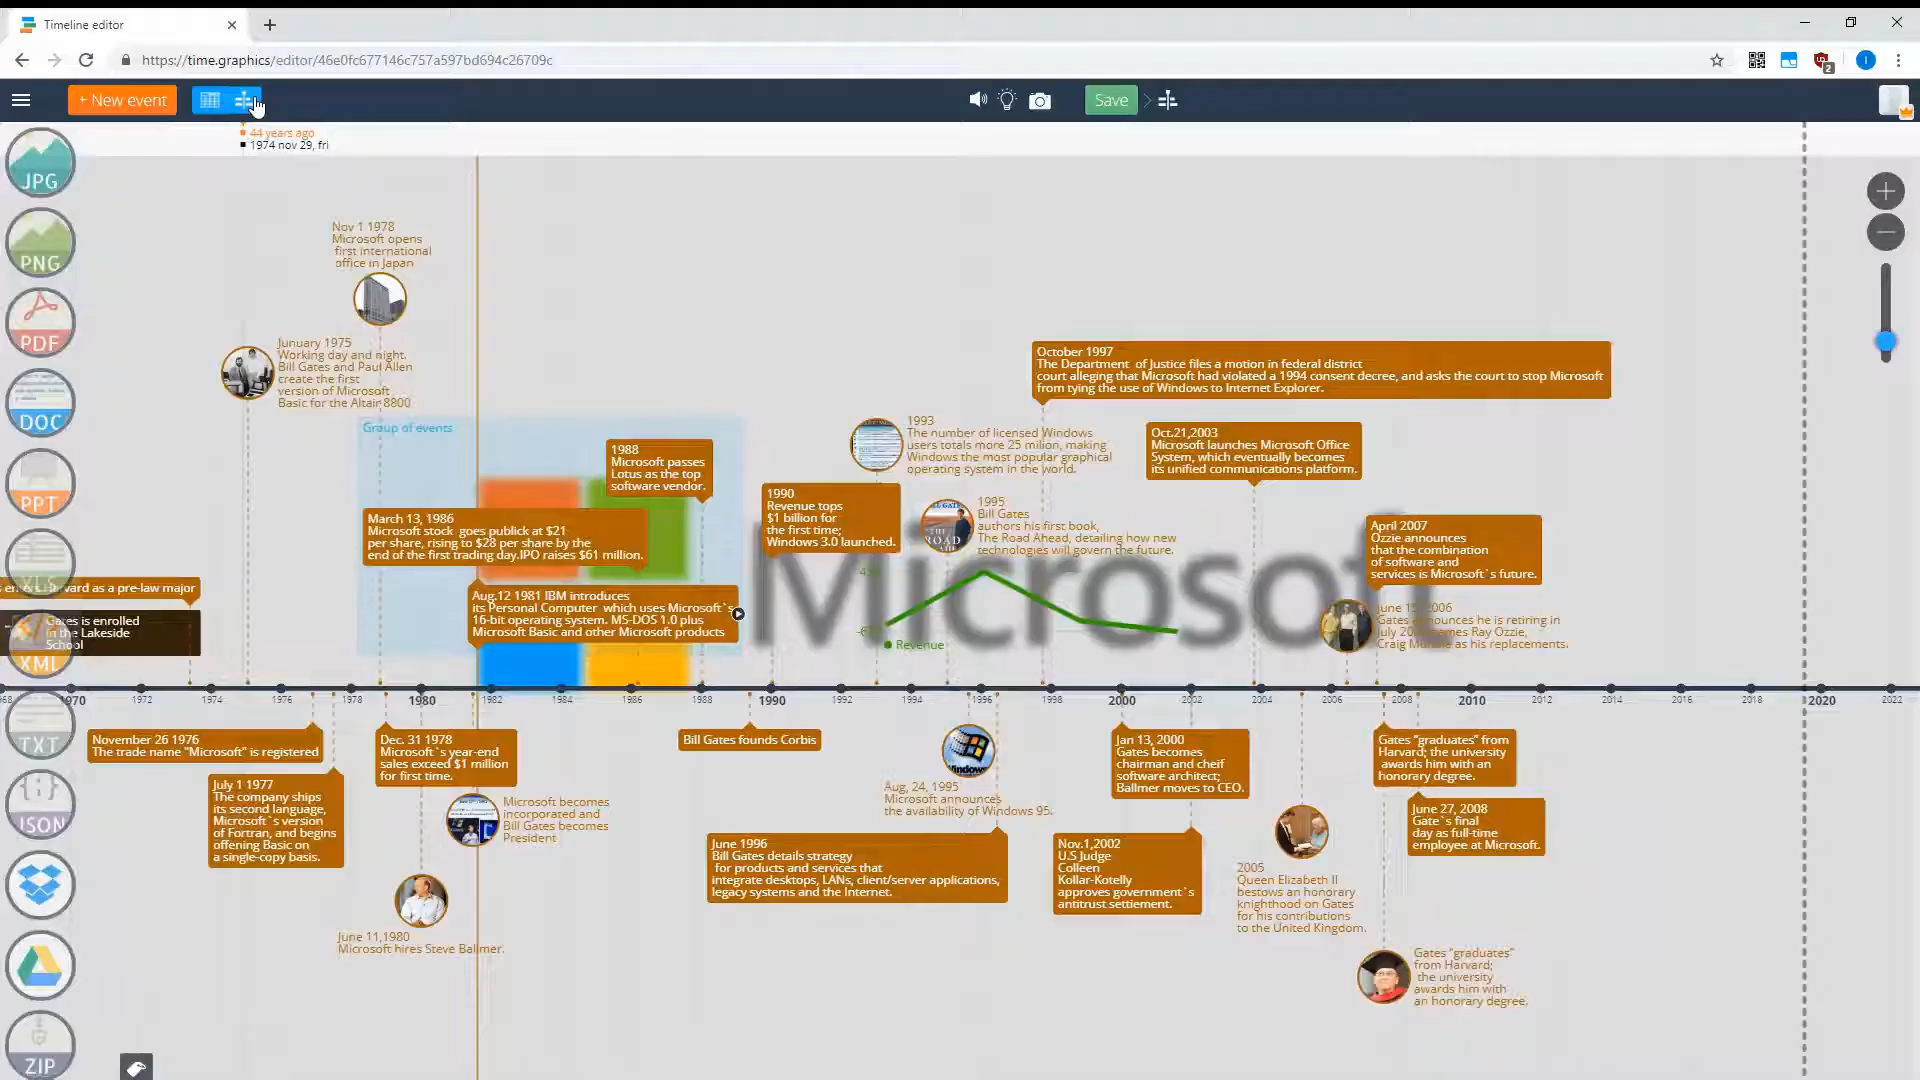 Timeline editor
https://time.graphics/editor/46e0fc677146c757a597bd694c26709c
2
i
+ New event
Save
44 years ago
1974 nov 29, fri
JPG
PNG
PDF
DOC
PPT
XLS
XML
TXT
{;}
JSON
ZIP
Nov 1 1978
Microsoft opens
first international
office in Japan
Junuary 1975
Working day and night.
Bill Gates and Paul Allen
create the first
version of Microsoft
Basic for the Altair 8800
Group of events
1988
Microsoft passes
Lotus as the top
software vendor.
March 13, 1986
Microsoft stock goes publick at $21
per share, rising to $28 per share by the
end of the first trading day.IPO raises $61 million.
Aug.12 1981 IBM introduces
its Personal Computer which uses Microsoft`s
16-bit operating system. MS-DOS 1.0 plus
Microsoft Basic and other Microsoft products
vard as a pre-law major
Gates is enrolled
in the Lakeside
School
October 1997
The Department of Justice files a motion in federal district
court alleging that Microsoft had violated a 1994 consent decree, and asks the court to stop Microsoft
from tying the use of Windows to Internet Explorer.
1993
The number of licensed Windows
users totals more 25 milion, making
Windows the most popular graphical
operating system in the world.
Oct.21,2003
Microsoft launches Microsoft Office
System, which eventually becomes
its unified communications platform.
1990
Revenue tops
$1 billion for
the first time;
Windows 3.0 launched.
1995
Bill Gates
authors his first book,
The Road Ahead, detailing how new
technologies will govern the future.
April 2007
Ozzie announces
that the combination
of software and
services is Microsoft`s future.
June 15, 2006
Gates announces he is retiring in
July 20 names Ray Ozzie,
Craig Mundie as his replacements.
Microsoft
Revenue
1970 1972 1974 1976 1978 1980 1982 1984 1986 1988 1990 1992 1994 1996 1998 2000 2002 2004 2006 2008 2010 2012 2014 2016 2018 2020 2022
November 26 1976
The trade name "Microsoft" is registered
July 1 1977
The company ships
its second language,
Microsoft`s version
of Fortran, and begins
offering Basic on
a single-copy basis.
Dec. 31 1978
Microsoft`s year-end
sales exceed $1 million
for first time.
Microsoft becomes
incorporated and
Bill Gates becomes
President
June 11,1980
Microsoft hires Steve Ballmer.
Bill Gates founds Corbis
Windows
Aug, 24, 1995
Microsoft announces
the availability of Windows 95.
June 1996
Bill Gates details strategy
for products and services that
integrate desktops, LANs, client/server applications,
legacy systems and the Internet.
Jan 13, 2000
Gates becomes
chairman and cheif
software architect;
Ballmer moves to CEO.
Nov.1,2002
U.S Judge
Colleen
Kollar-Kotelly
approves government`s
antitrust settlement.
2005
Queen Elizabeth II
bestows an honorary
knighthood on Gates
for his contributions
to the United Kingdom.
Gates "graduates" from
Harvard; the university
awards him with an
honorary degree.
June 27, 2008
Gate`s final
day as full-time
employee at Microsoft.
Gates "graduates"
from Harvard;
the university
awards him with
an honorary degree.